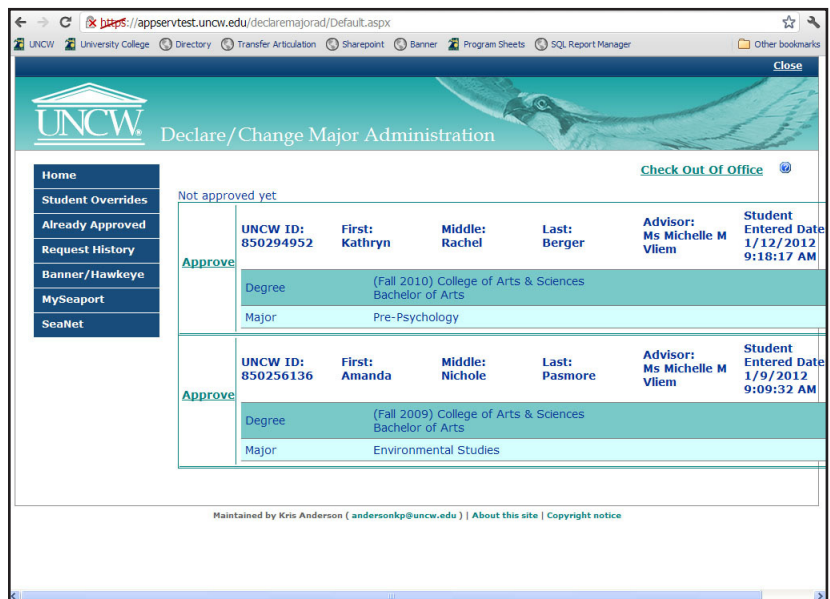 https://appservtest.uncw.edu/declaremajorad/Default.aspx
UNCW University College Directory Transfer Articulation Sharepoint Banner Program Sheets SQL Report Manager Other bookmarks
Close
UNCW® Declare/Change Major Administration
Check Out Of Office ?
Home
Student Overrides
Already Approved
Request History
Banner/Hawkeye
MySeaport
SeaNet
Not approved yet
Approve
UNCW ID: First: Middle: Last: Advisor: Student Entered Date
850294952 Kathryn Rachel Berger Ms Michelle M Vliem 1/12/2012 9:18:17 AM
Degree (Fall 2010) College of Arts & Sciences
Bachelor of Arts
Major Pre-Psychology
Approve
UNCW ID: First: Middle: Last: Advisor: Student Entered Date
850256136 Amanda Nichole Pasmore Ms Michelle M Vliem 1/9/2012 9:09:32 AM
Degree (Fall 2009) College of Arts & Sciences
Bachelor of Arts
Major Environmental Studies
Maintained by Kris Anderson ( andersonkp@uncw.edu ) | About this site | Copyright notice